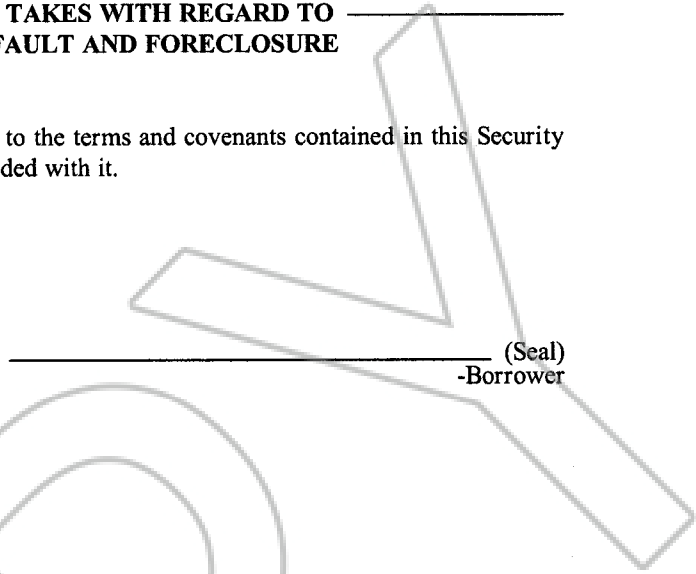 TAKES WITH REGARD TO
FAULT AND FORECLOSURE
to the terms and covenants contained in this Security
ded with it.
(Seal)
-Borrower